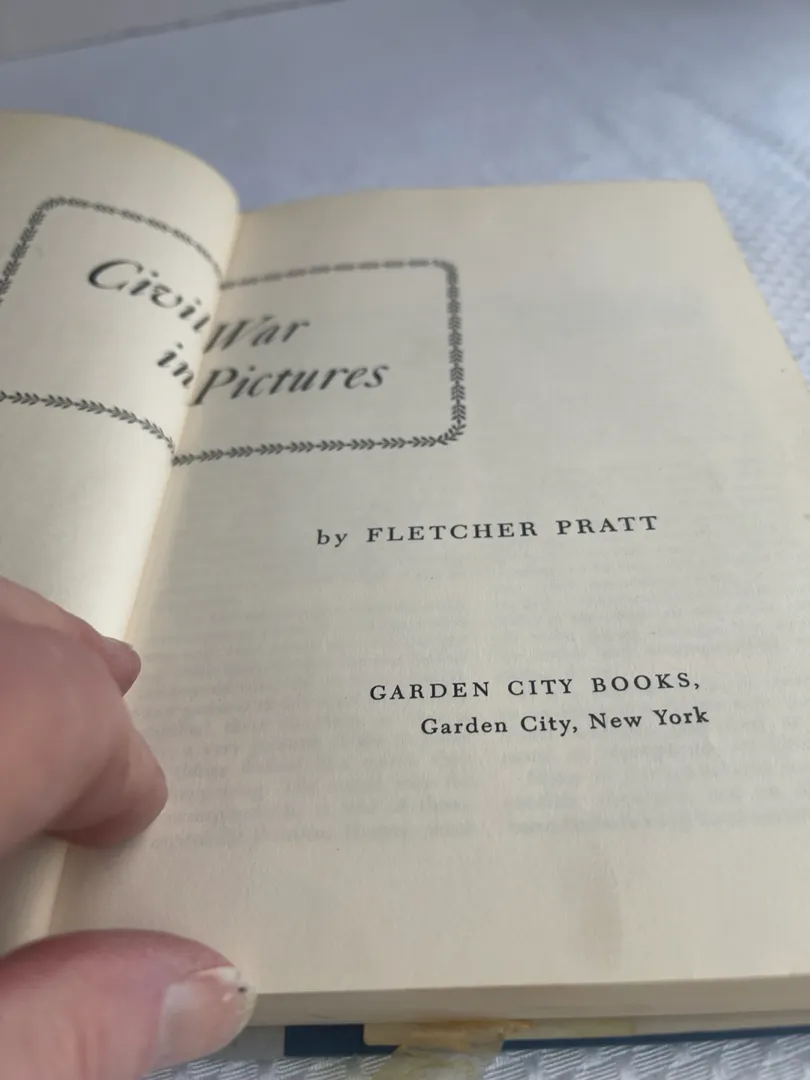 Civil War
in Pictures
by FLETCHER PRATT
GARDEN CITY BOOKS,
Garden City, New York